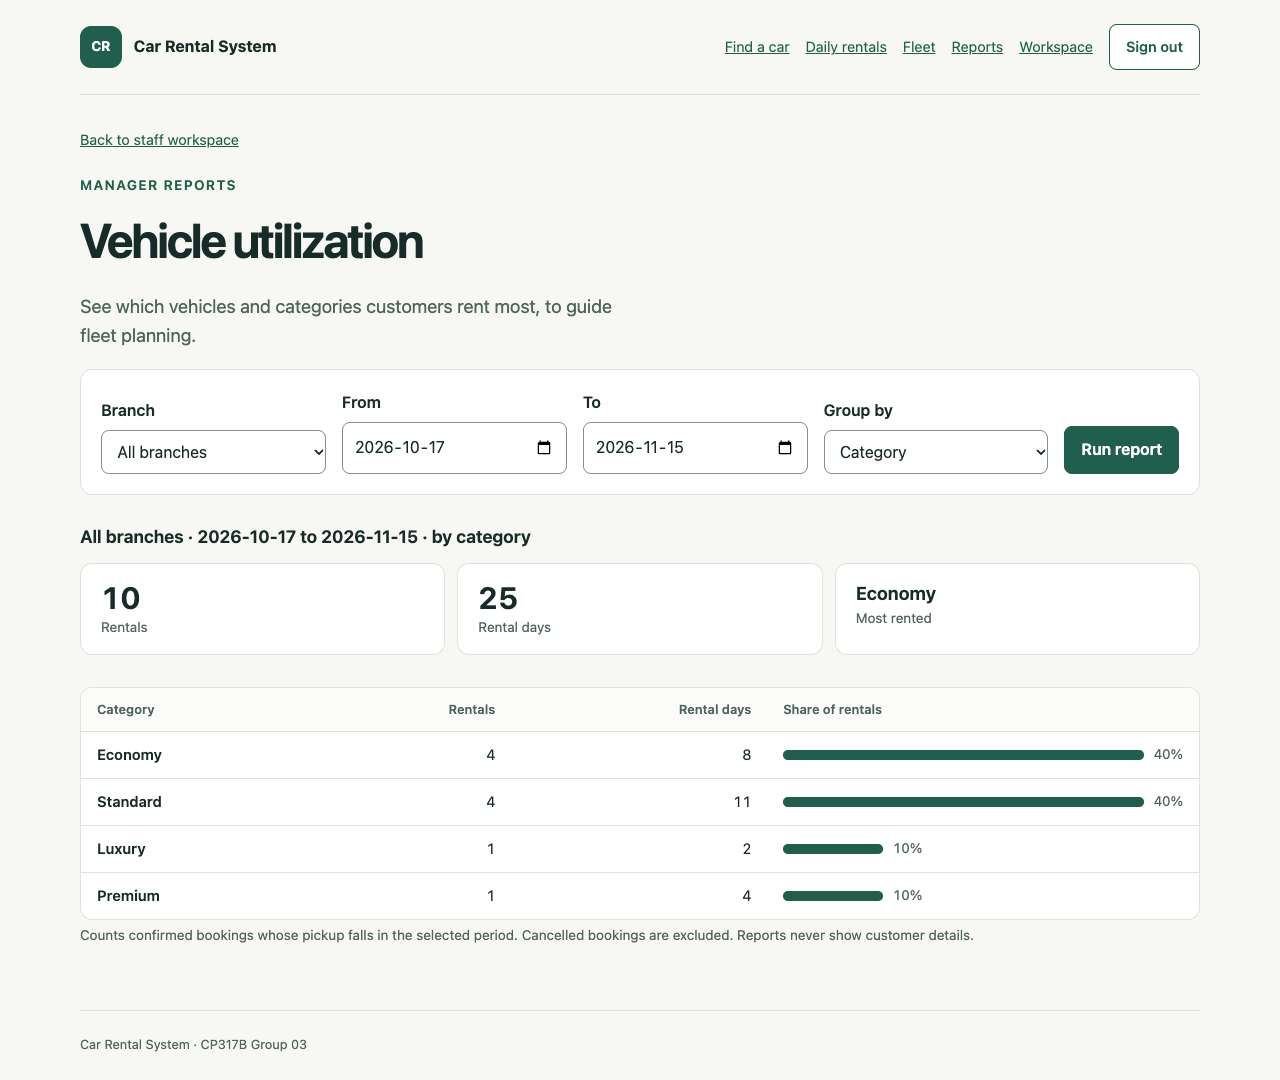 CR
Car Rental System
Find a car
Daily rentals
Fleet
Reports
Workspace
Sign out
Back to staff workspace
MANAGER REPORTS
Vehicle utilization
See which vehicles and categories customers rent most, to guide
fleet planning.
Branch
From
To
Group by
All branches
2026-10-17
2026-11-15
Category
Run report
All branches · 2026-10-17 to 2026-11-15 · by category
10
Rentals
25
Rental days
Economy
Most rented
Category Rentals Rental days Share of rentals
Economy 4 8 40%
Standard 4 11 40%
Luxury 1 2 10%
Premium 1 4 10%
Counts confirmed bookings whose pickup falls in the selected period. Cancelled bookings are excluded. Reports never show customer details.
Car Rental System · CP317B Group 03